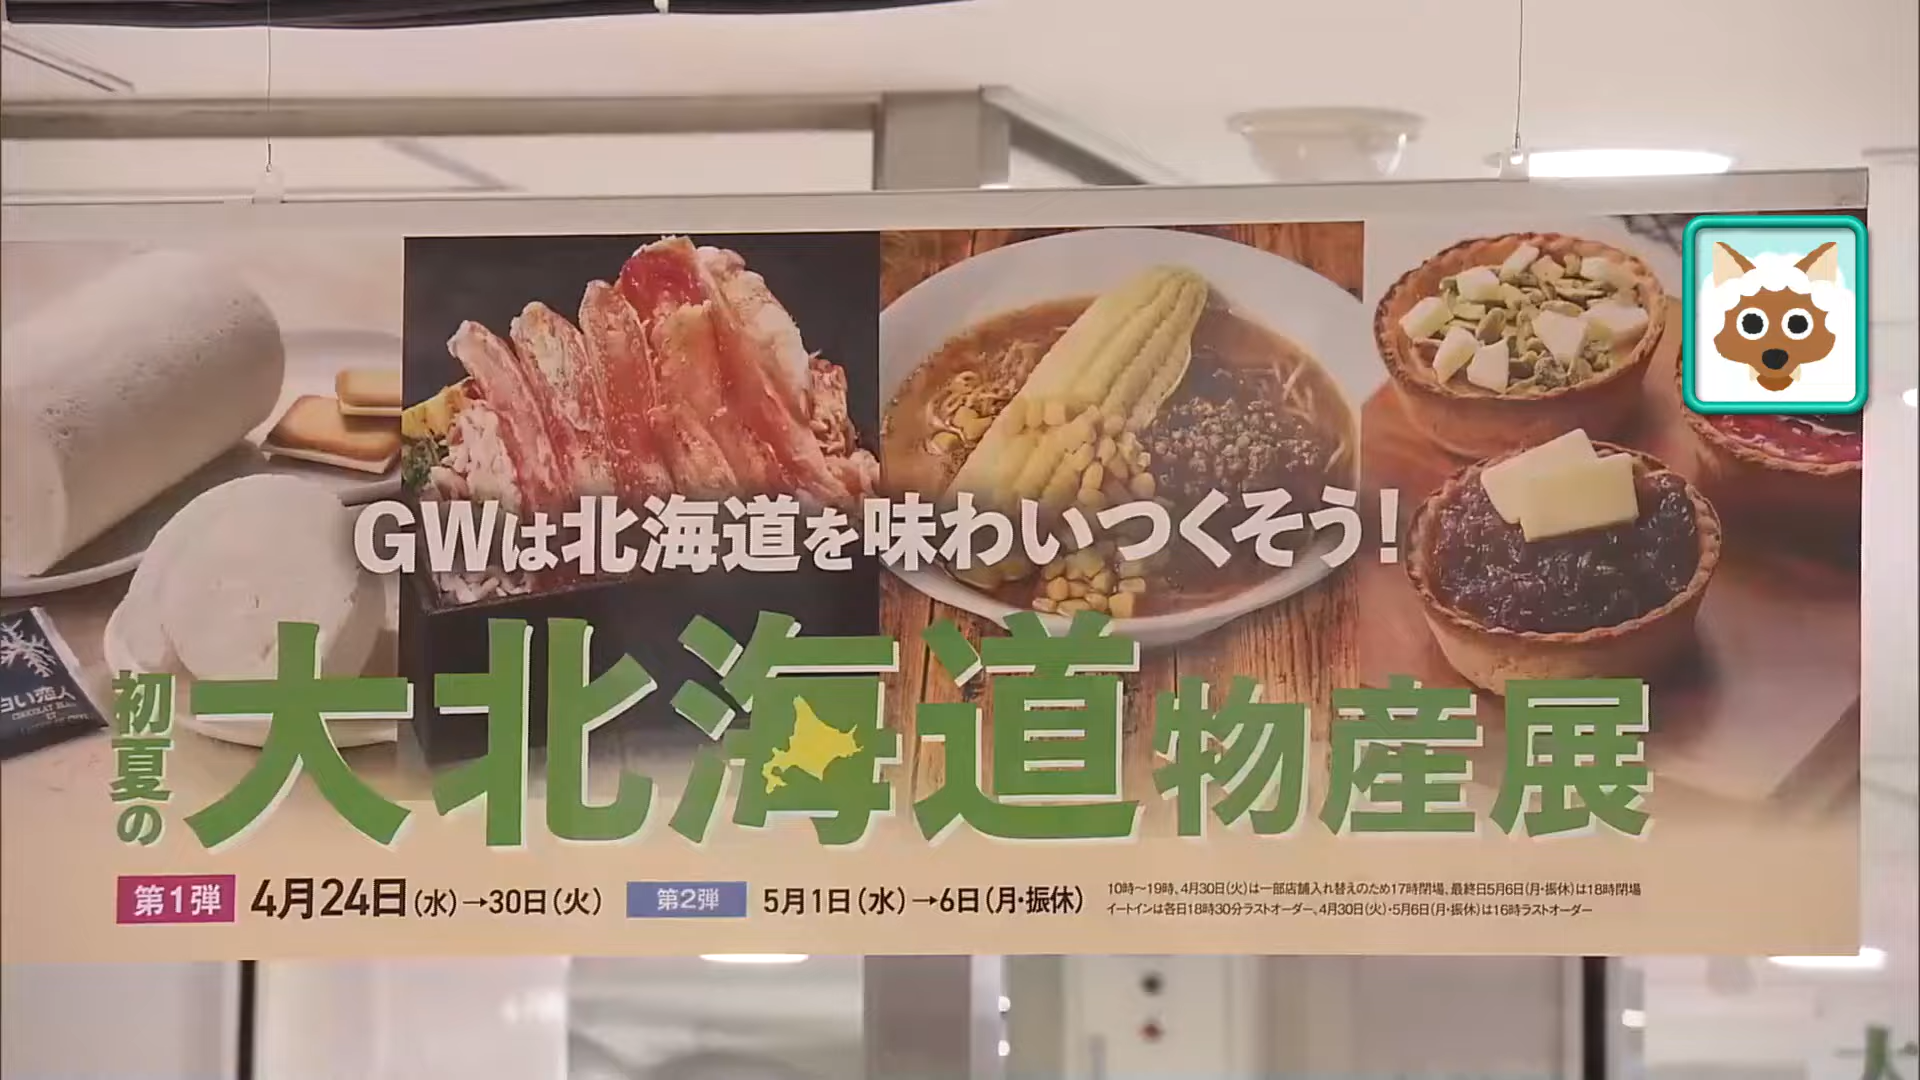 GWは北海道を味わいつくそう!
初夏の
大北海道物産展
第1弾 4月24日(水)→30日(火) 第2弾 5月1日(水)→6日(月・振休)
10時~19時、4月30日(火)は一部店舗入れ替えのため17時閉場、最終日5月6日(月・振休)は18時閉場
イートインは各日18時30分ラストオーダー、4月30日(火)・5月6日(月・振休)は16時ラストオーダー
白い恋人
CHOCOLAT
ET